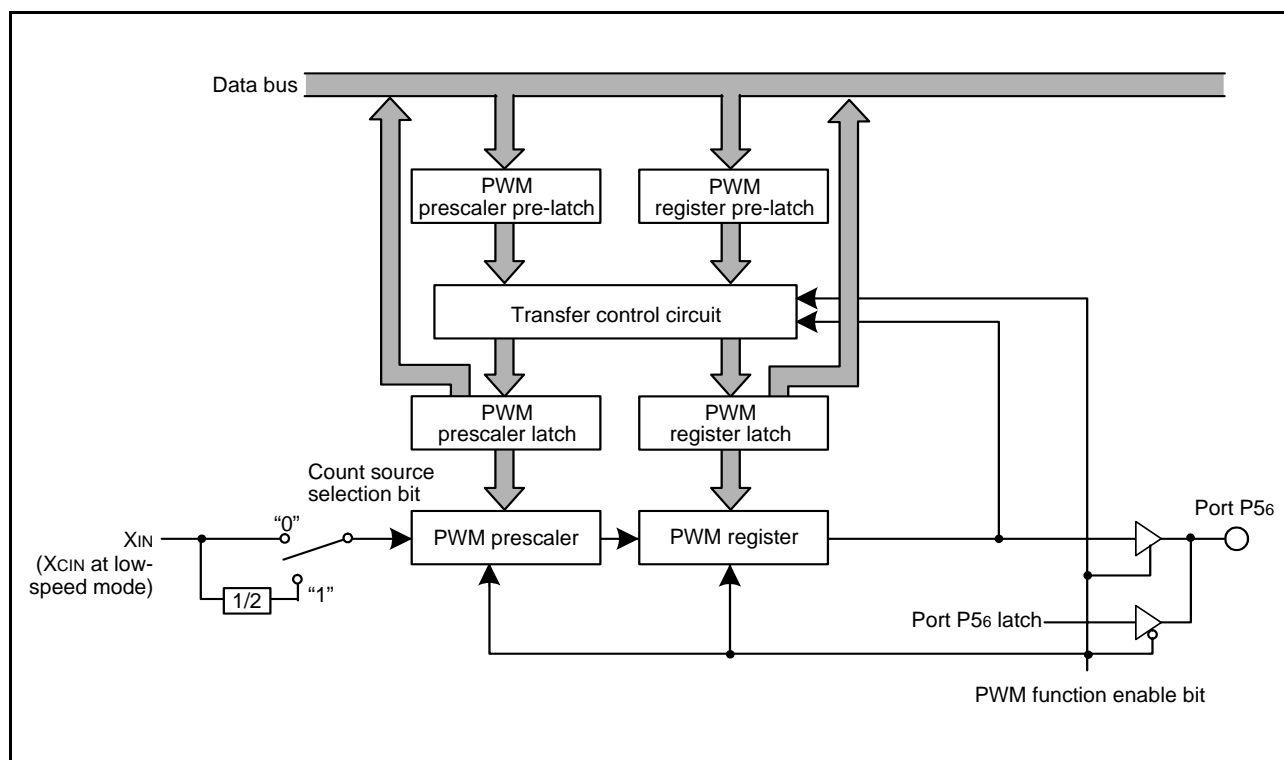 Data bus
PWM
prescaler pre-latch
PWM
register pre-latch
Transfer control circuit
PWM
prescaler latch
PWM
register latch
Count source
selection bit
Port P56
XIN
(XCIN at low-
speed mode)
“0”
PWM prescaler
PWM register
1/2
“1”
Port P56 latch
PWM function enable bit